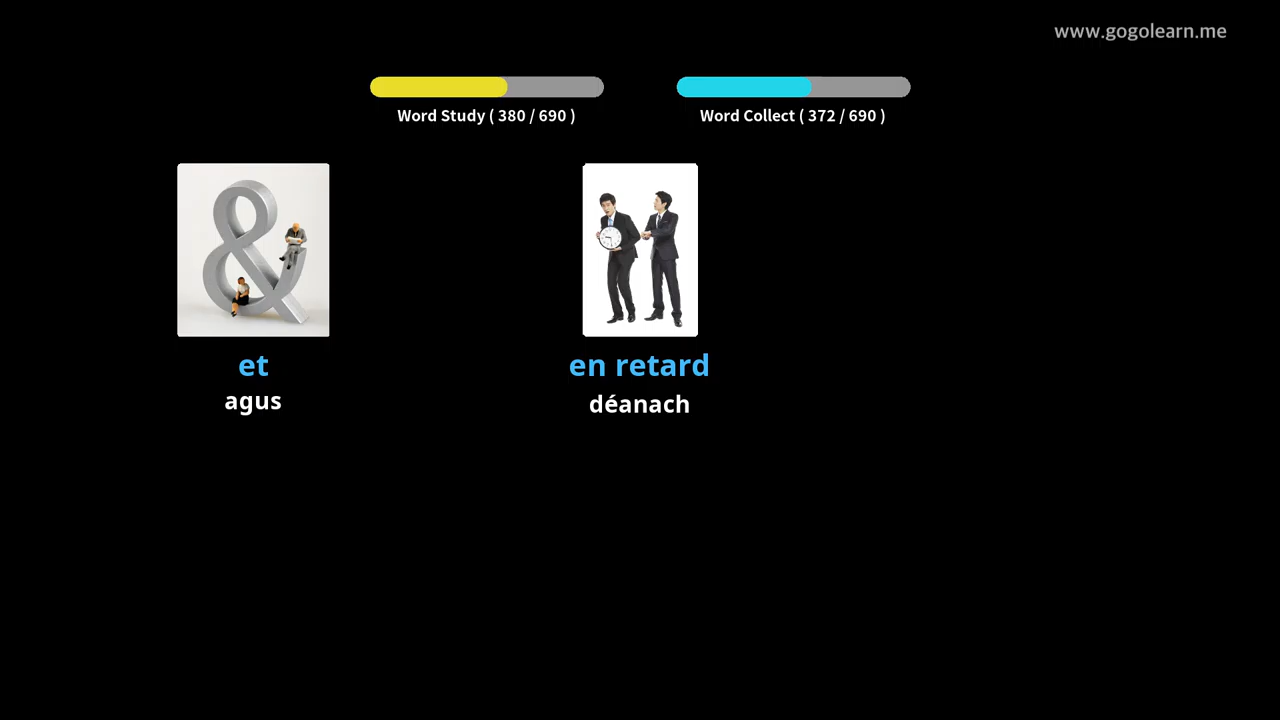 www.gogolearn.me
Word Study ( 380 / 690 )
Word Collect ( 372 / 690 )
&
et
agus
en retard
déanach